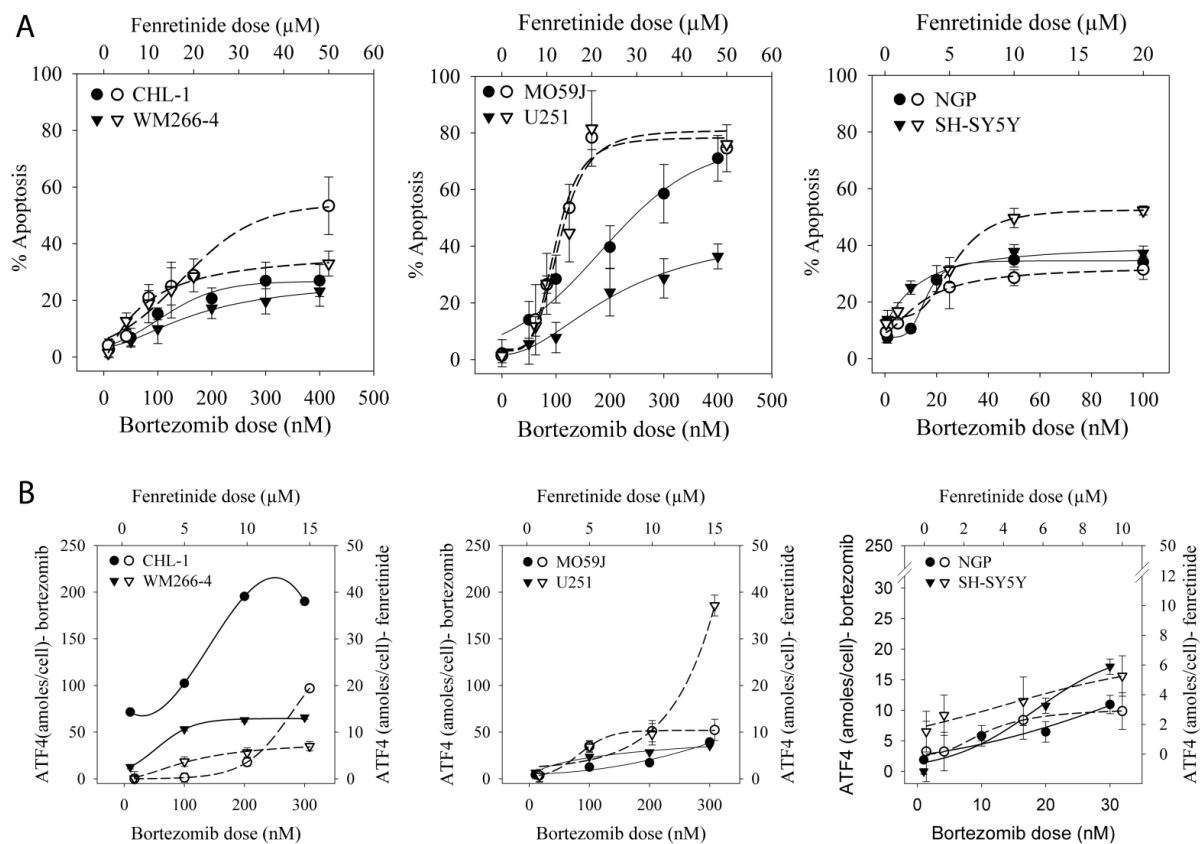 A
Fenretinide dose (µM)
0 10 20 30 40 50 60
100
80
60
40
20
0
% Apoptosis
CHL-1
WM266-4
0 100 200 300 400 500
Bortezomib dose (nM)
Fenretinide dose (µM)
0 10 20 30 40 50 60
100
80
60
40
20
0
% Apoptosis
MO59J
U251
0 100 200 300 400 500
Bortezomib dose (nM)
Fenretinide dose (µM)
0 5 10 15 20
100
80
60
40
20
0
% Apoptosis
NGP
SH-SY5Y
0 20 40 60 80 100
Bortezomib dose (nM)
B
Fenretinide dose (µM)
0 5 10 15
250
200
150
100
50
0
ATF4(amoles/cell)- bortezomib
CHL-1
WM266-4
50
40
30
20
10
0
ATF4 (amoles/cell)- fenretinide
0 100 200 300
Bortezomib dose (nM)
Fenretinide dose (µM)
0 5 10 15
250
200
150
100
50
0
ATF4 (amoles/cell)- bortezomib
MO59J
U251
50
40
30
20
10
0
ATF4 (amoles/cell)- fenretinide
0 100 200 300
Bortezomib dose (nM)
Fenretinide dose (µM)
0 2 4 6 8 10
250
30
25
20
15
10
5
0
ATF4 (amoles/cell)- bortezomib
NGP
SH-SY5Y
50
12
10
8
6
4
2
0
ATF4 (amoles/cell)- fenretinide
0 10 20 30
Bortezomib dose (nM)